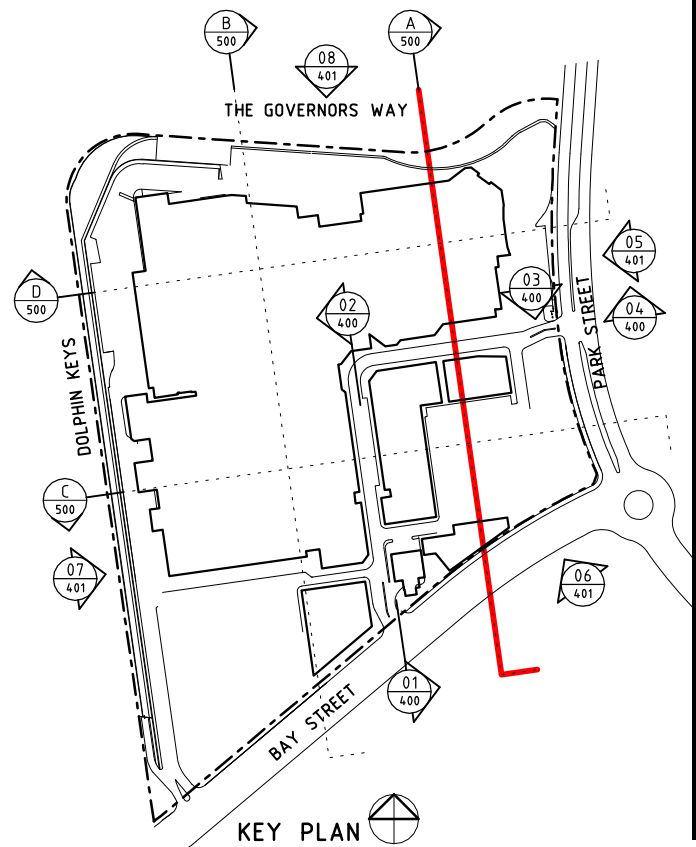 B
500
A
500
08
401
THE GOVERNORS WAY
05
401
D
500
02
400
03
400
04
400
PARK STREET
DOLPHIN KEYS
C
500
07
401
06
401
01
400
BAY STREET
KEY PLAN